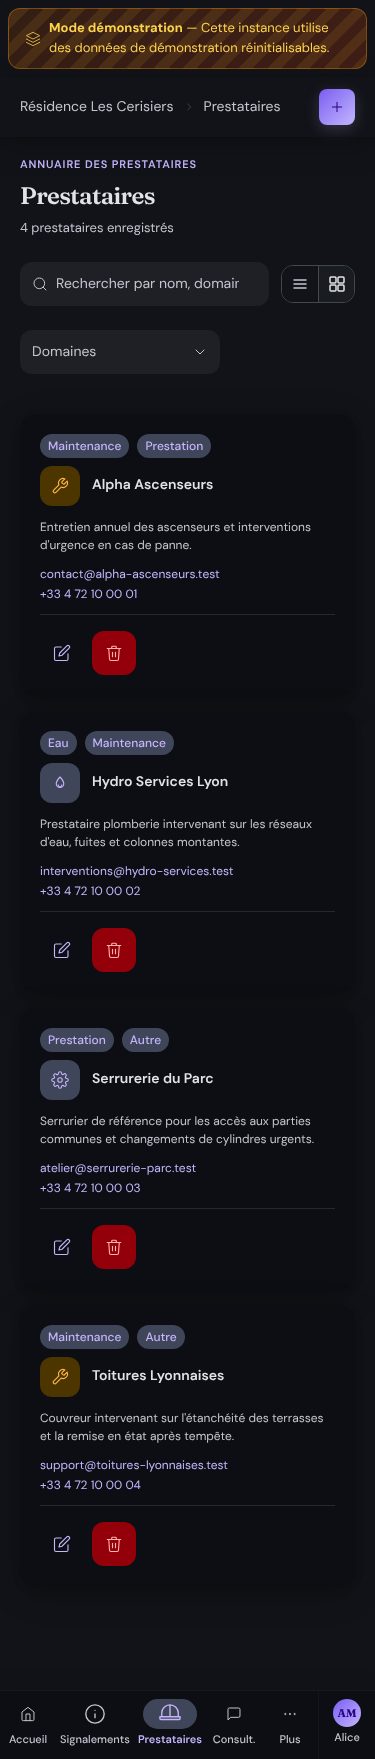 Mode démonstration — Cette instance utilise
des données de démonstration réinitialisables.
Résidence Les Cerisiers > Prestataires
ANNUAIRE DES PRESTATAIRES
Prestataires
4 prestataires enregistrés
Rechercher par nom, domair
Domaines
Maintenance Prestation
Alpha Ascenseurs
Entretien annuel des ascenseurs et interventions
d'urgence en cas de panne.
contact@alpha-ascenseurs.test
+33 4 72 10 00 01
Eau Maintenance
Hydro Services Lyon
Prestataire plomberie intervenant sur les réseaux
d'eau, fuites et colonnes montantes.
interventions@hydro-services.test
+33 4 72 10 00 02
Prestation Autre
Serrurerie du Parc
Serrurier de référence pour les accès aux parties
communes et changements de cylindres urgents.
atelier@serrurerie-parc.test
+33 4 72 10 00 03
Maintenance Autre
Toitures Lyonnaises
Couvreur intervenant sur l'étanchéité des terrasses
et la remise en état après tempête.
support@toitures-lyonnaises.test
+33 4 72 10 00 04
AM
Accueil Signalements Prestataires Consult. Plus Alice